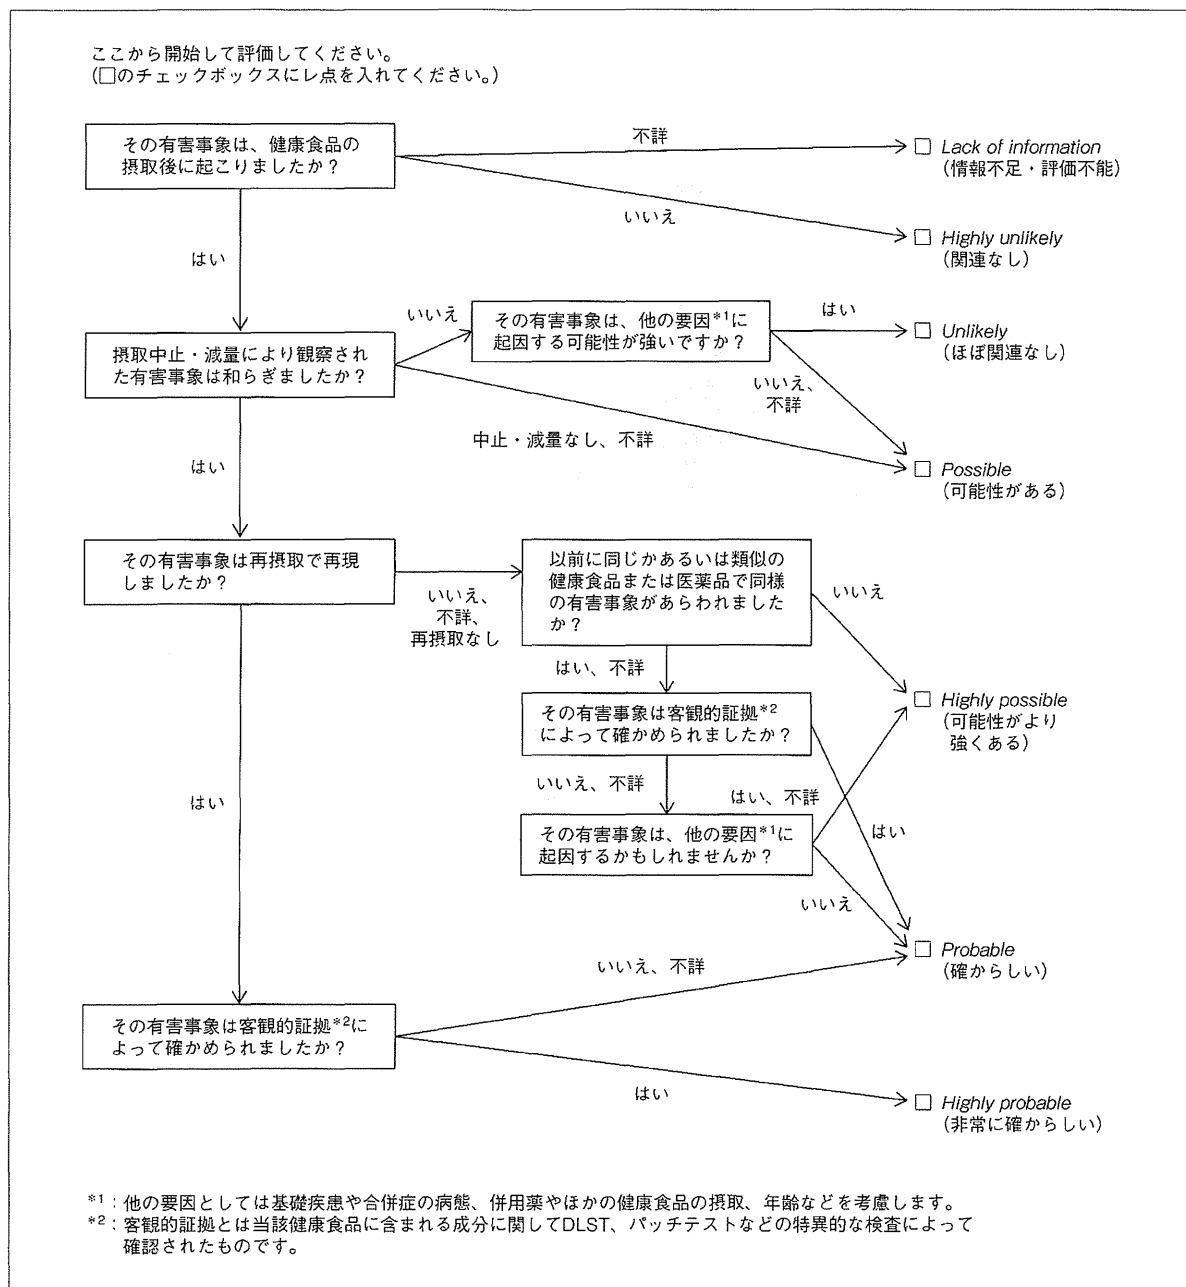 ここから開始して評価してください。
（□のチェックボックスにレ点を入れてください。）
その有害事象は、健康食品の
摂取後に起こりましたか？
不詳
□ Lack of information
（情報不足・評価不能）
いいえ
□ Highly unlikely
（関連なし）
はい
摂取中止・減量により観察され
た有害事象は和らぎましたか？
いいえ
その有害事象は、他の要因*1に
起因する可能性が強いですか？
はい
□ Unlikely
（ほぼ関連なし）
いいえ、
不詳
中止・減量なし、不詳
□ Possible
（可能性がある）
はい
その有害事象は再摂取で再現
しましたか？
いいえ、
不詳、
再摂取なし
以前に同じかあるいは類似の
健康食品または医薬品で同様
の有害事象があらわれました
か？
いいえ
はい、不詳
□ Highly possible
（可能性がより
強くある）
その有害事象は客観的証拠*2
によって確かめられましたか？
いいえ、不詳
はい、不詳
はい
その有害事象は、他の要因*1に
起因するかもしれませんか？
いいえ
はい
□ Probable
（確からしい）
いいえ、不詳
その有害事象は客観的証拠*2に
よって確かめられましたか？
はい
□ Highly probable
（非常に確からしい）
*1：他の要因としては基礎疾患や合併症の病態、併用薬やほかの健康食品の摂取、年齢などを考慮します。
*2：客観的証拠とは当該健康食品に含まれる成分に関してDLST、パッチテストなどの特異的な検査によって
確認されたものです。